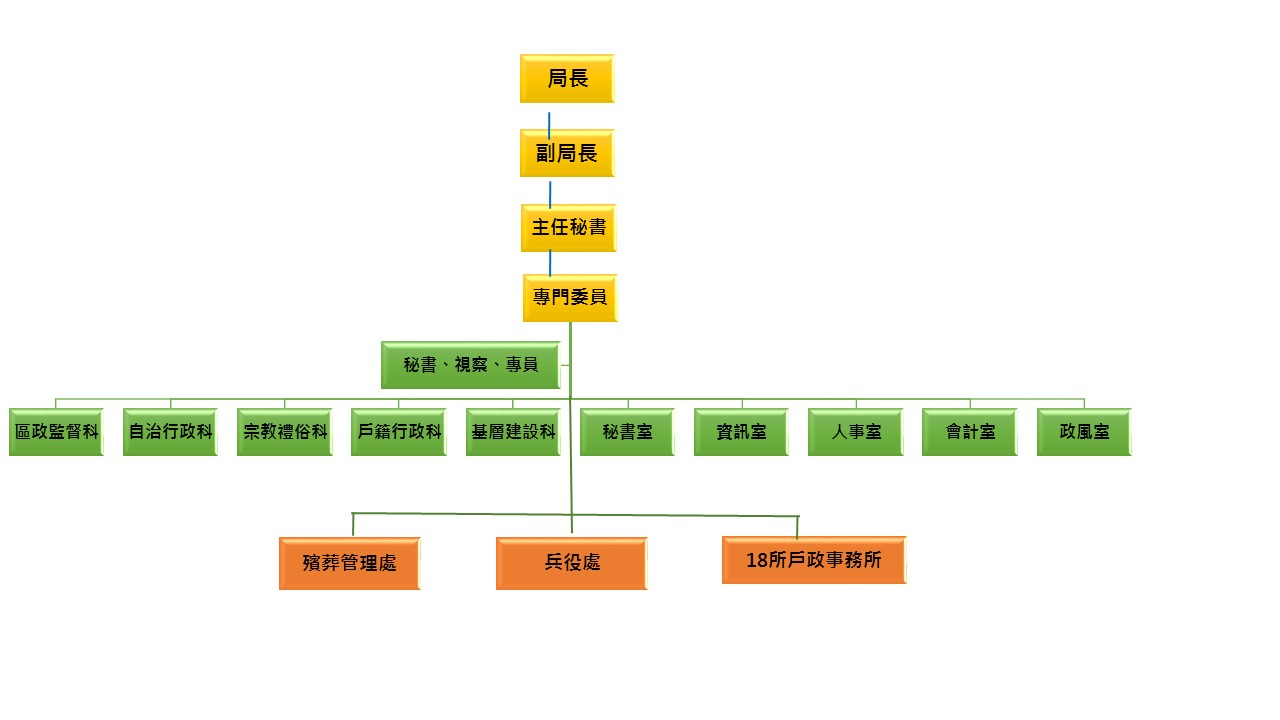 局長
副局長
主任秘書
專門委員
秘書、視察、專員
區政監督科
自治行政科
宗教禮俗科
戶籍行政科
基層建設科
秘書室
資訊室
人事室
會計室
政風室
殯葬管理處
兵役處
18所戶政事務所